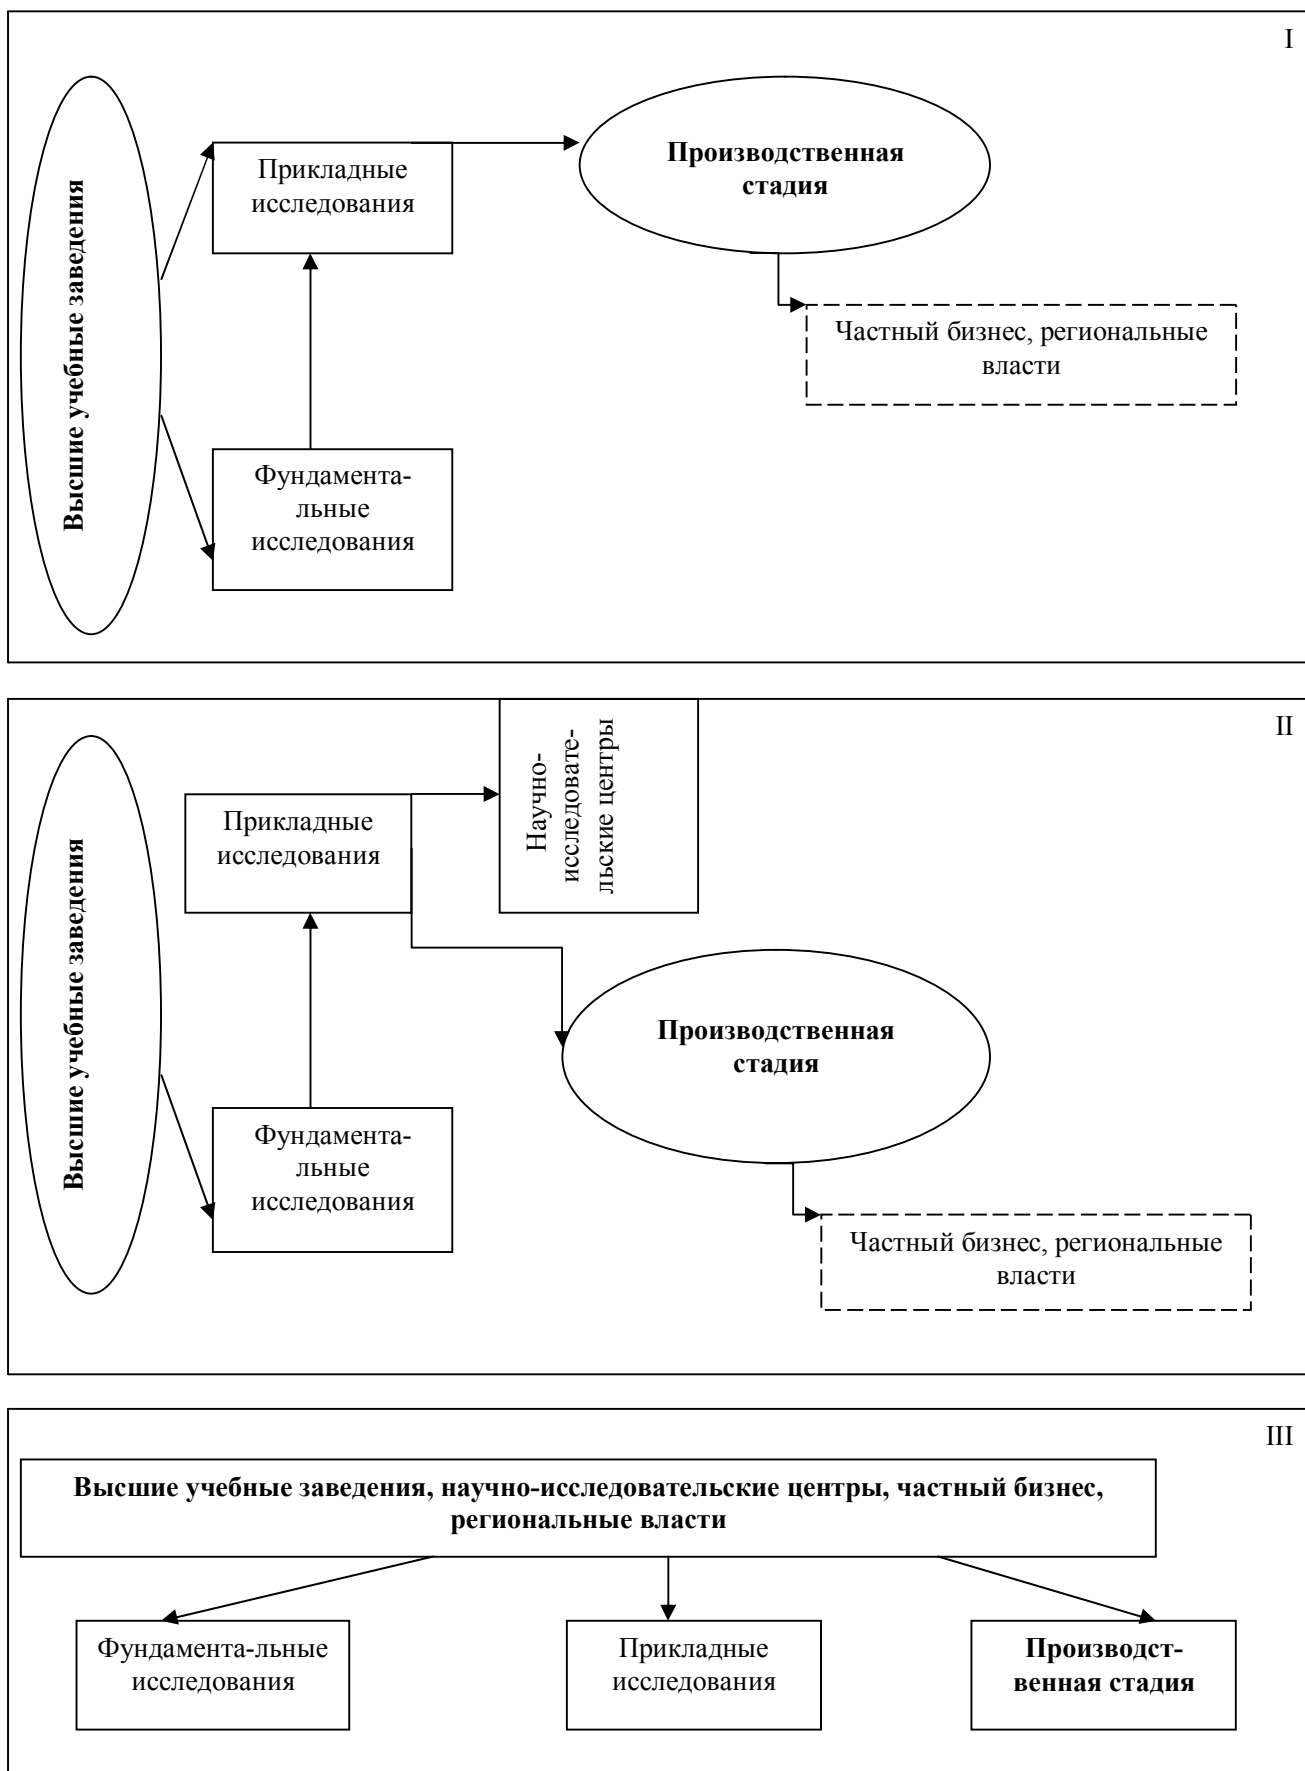 I
Высшие учебные заведения
Прикладные
исследования
Производственная
стадия
Частный бизнес, региональные
власти
Фундамента-
льные
исследования
II
Высшие учебные заведения
Научно-
исследовате-
льские центры
Прикладные
исследования
Производственная
стадия
Фундамента-
льные
исследования
Частный бизнес, региональные
власти
III
Высшие учебные заведения, научно-исследовательские центры, частный бизнес,
региональные власти
Фундамента-льные
исследования
Прикладные
исследования
Производст-
венная стадия